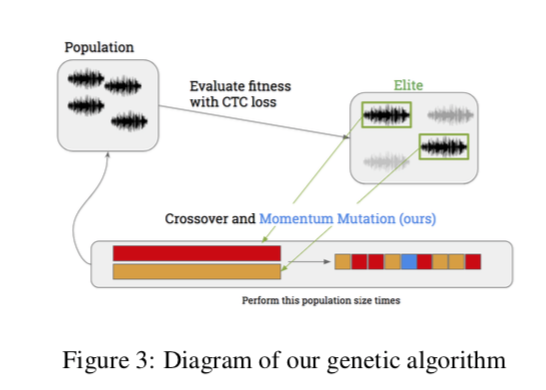 Population
Evaluate fitness
with CTC loss
Elite
Crossover and Momentum Mutation (ours)
Perform this population size times
Figure 3: Diagram of our genetic algorithm